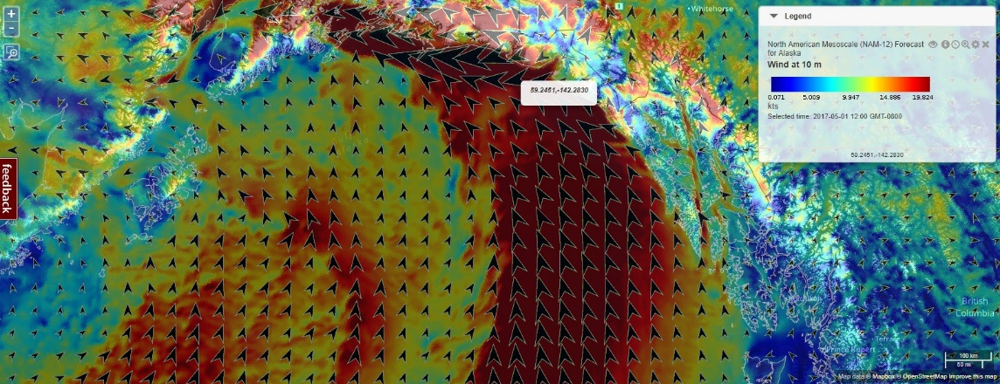 +
-
Whitehorse
59.2451,-142.2830
Legend
North American Mesoscale (NAM-12) Forecast
for Alaska
Wind at 10 m
0.071 5.009 9.947 14.886 19.824
kts
Selected time: 2017-05-01 12:00 GMT-0800
59.2451,-142.2830
feedback
British
Columbia
Terrace
Prince Rupert
100 km
50 mi
Map data © Mapbox © OpenStreetMap Improve this map